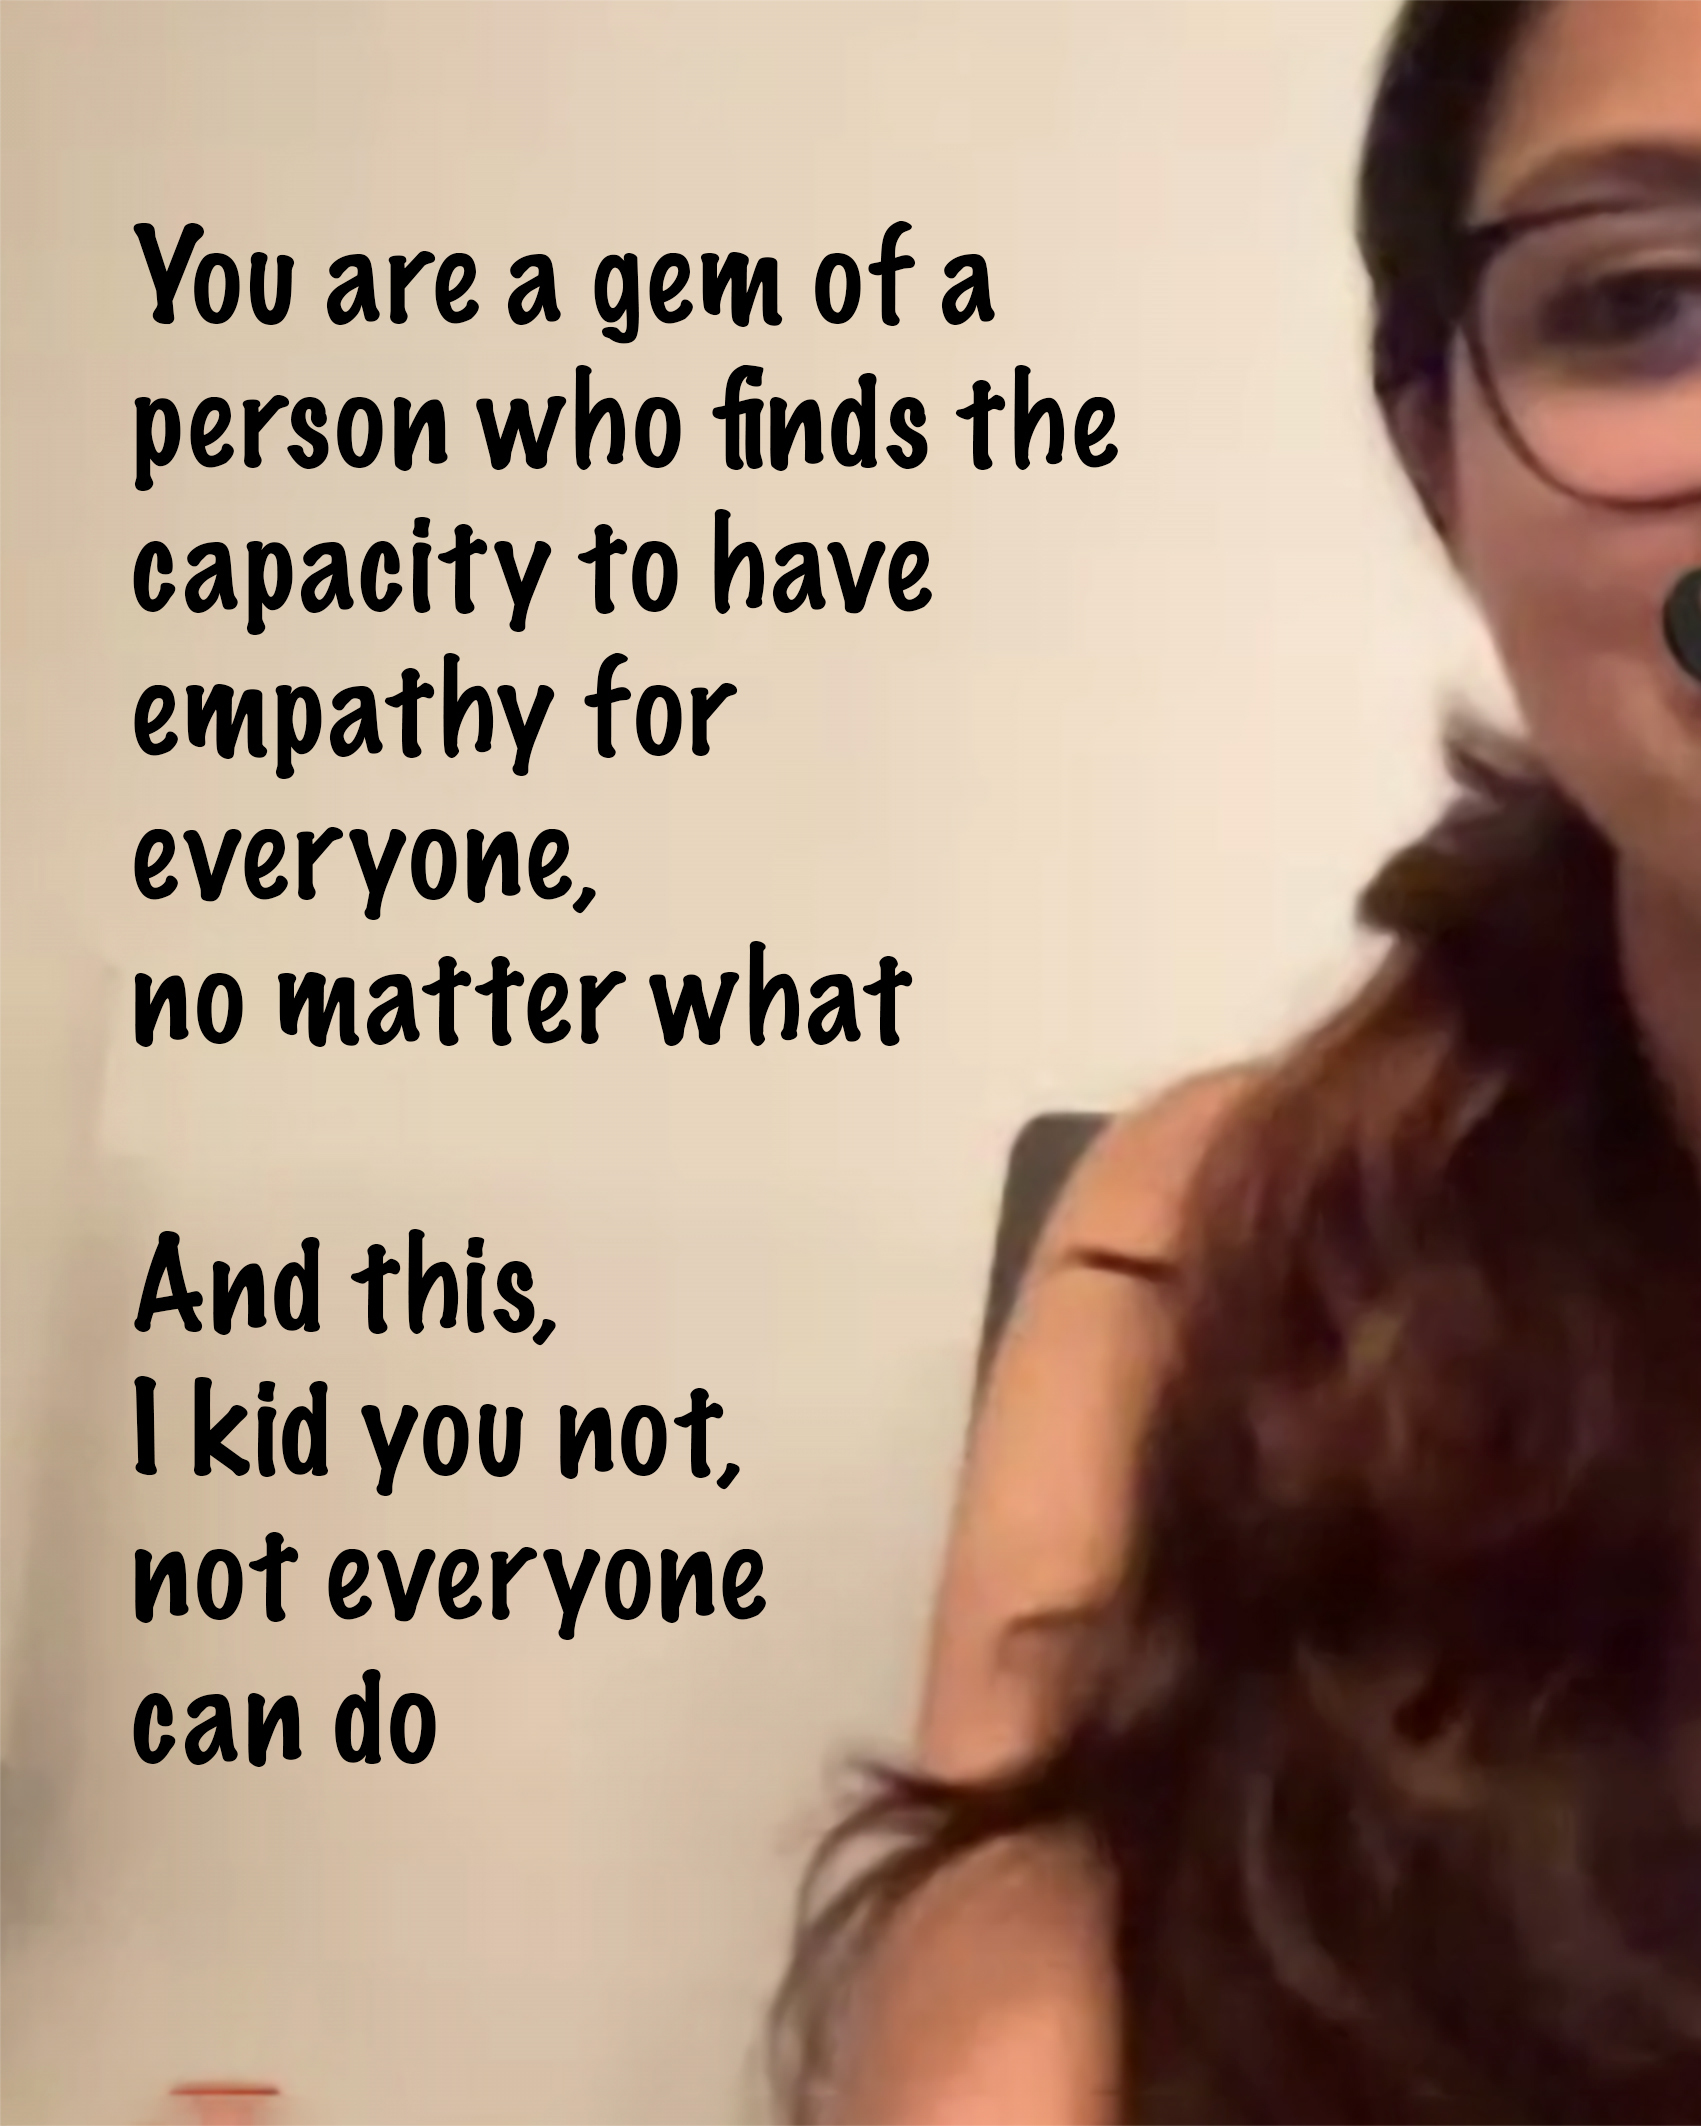 You are a gem of a
person who finds the
capacity to have
empathy for
everyone,
no matter what
And this,
I kid you not,
not everyone
can do